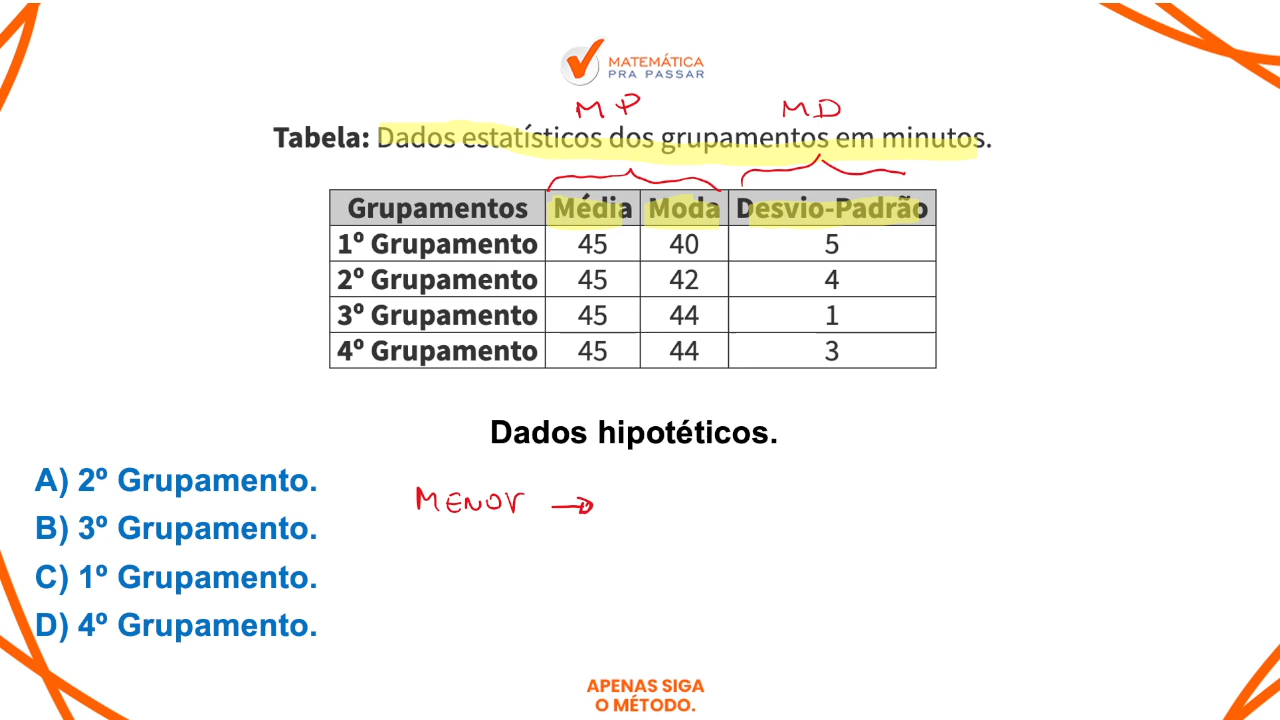 MATEMÁTICA
PRA PASSAR
MP MD
Tabela: Dados estatísticos dos grupamentos em minutos.
Grupamentos Média Moda Desvio-Padrão
1º Grupamento 45 40 5
2º Grupamento 45 42 4
3º Grupamento 45 44 1
4º Grupamento 45 44 3
Dados hipotéticos.
A) 2º Grupamento.
MENOR →
B) 3º Grupamento.
C) 1º Grupamento.
D) 4º Grupamento.
APENAS SIGA
O MÉTODO.